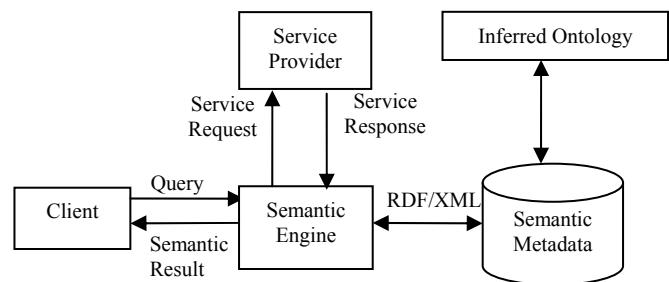 Service
Provider
Inferred Ontology
Service
Request
Service
Response
Query
Client
Semantic
Engine
RDF/XML
Semantic
Metadata
Semantic
Result